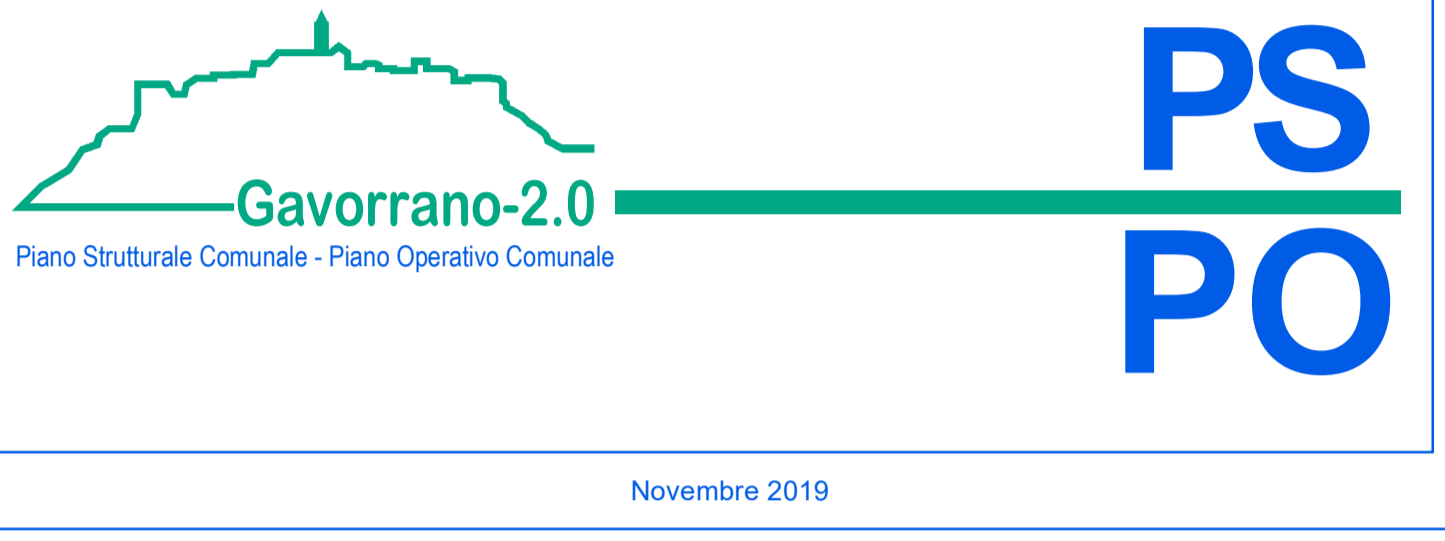 Gavorrano-2.0
Piano Strutturale Comunale - Piano Operativo Comunale
PS
PO
Novembre 2019